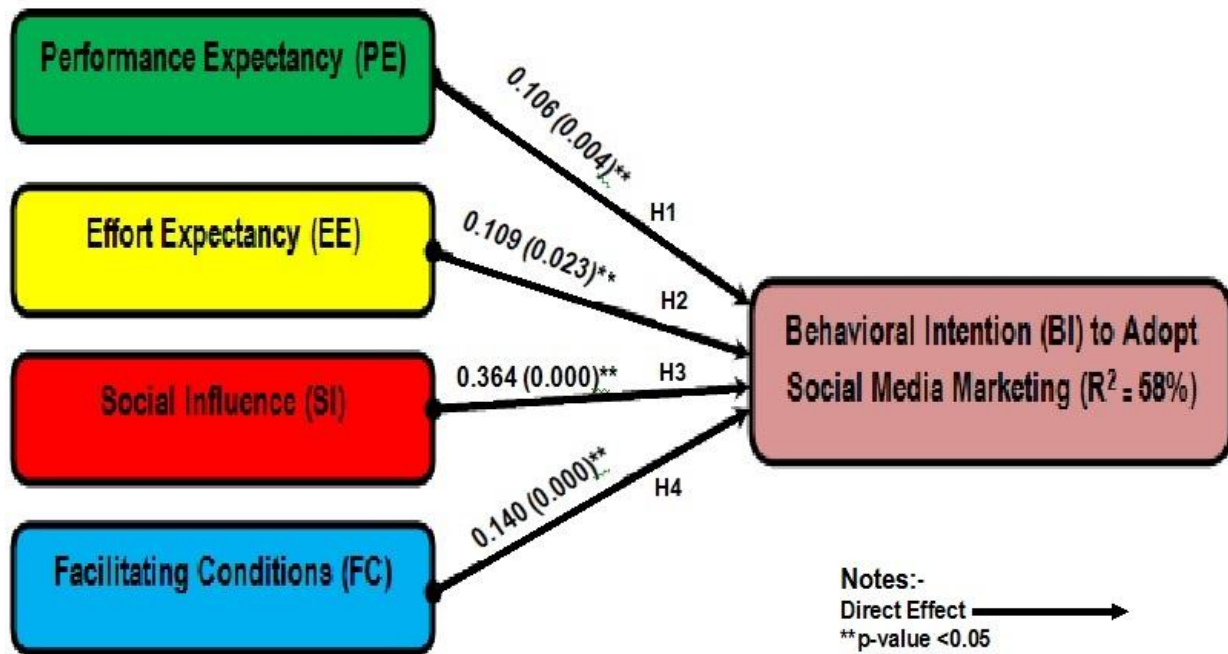 Performance Expectancy (PE)
0.106 (0.004)**
H1
Effort Expectancy (EE)
0.109 (0.023)**
H2
Behavioral Intention (BI) to Adopt
Social Media Marketing (R² = 58%)
Social Influence (SI)
0.364 (0.000)**
H3
Facilitating Conditions (FC)
0.140 (0.000)**
H4
Notes:-
Direct Effect
**p-value <0.05